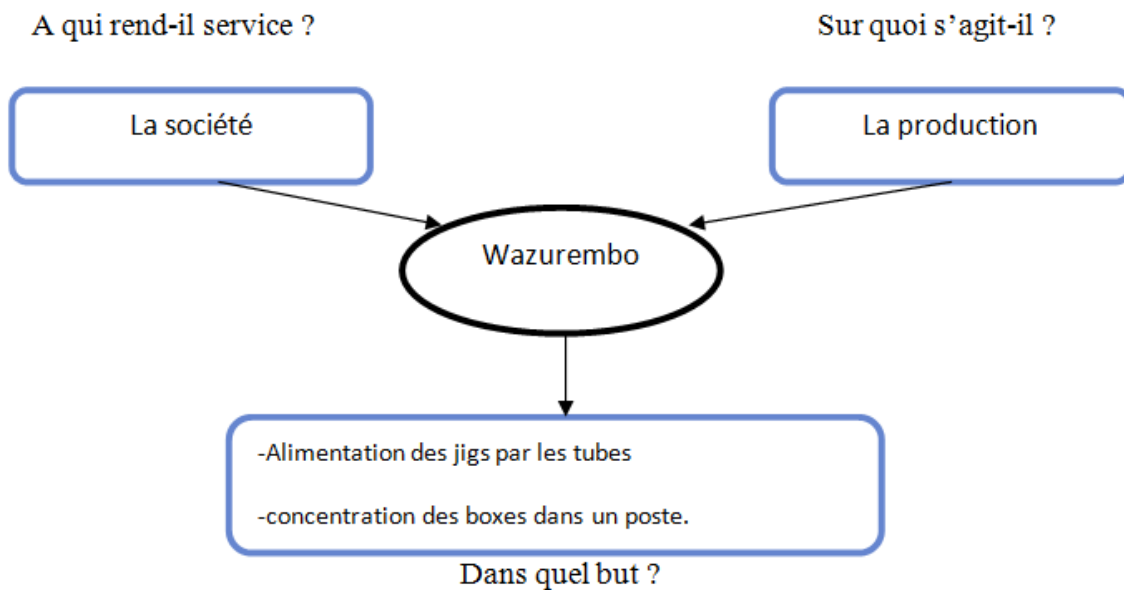 A qui rend-il service ?
Sur quoi s’agit-il ?
La société
La production
Wazurembo
-Alimentation des jigs par les tubes
-concentration des boxes dans un poste.
Dans quel but ?